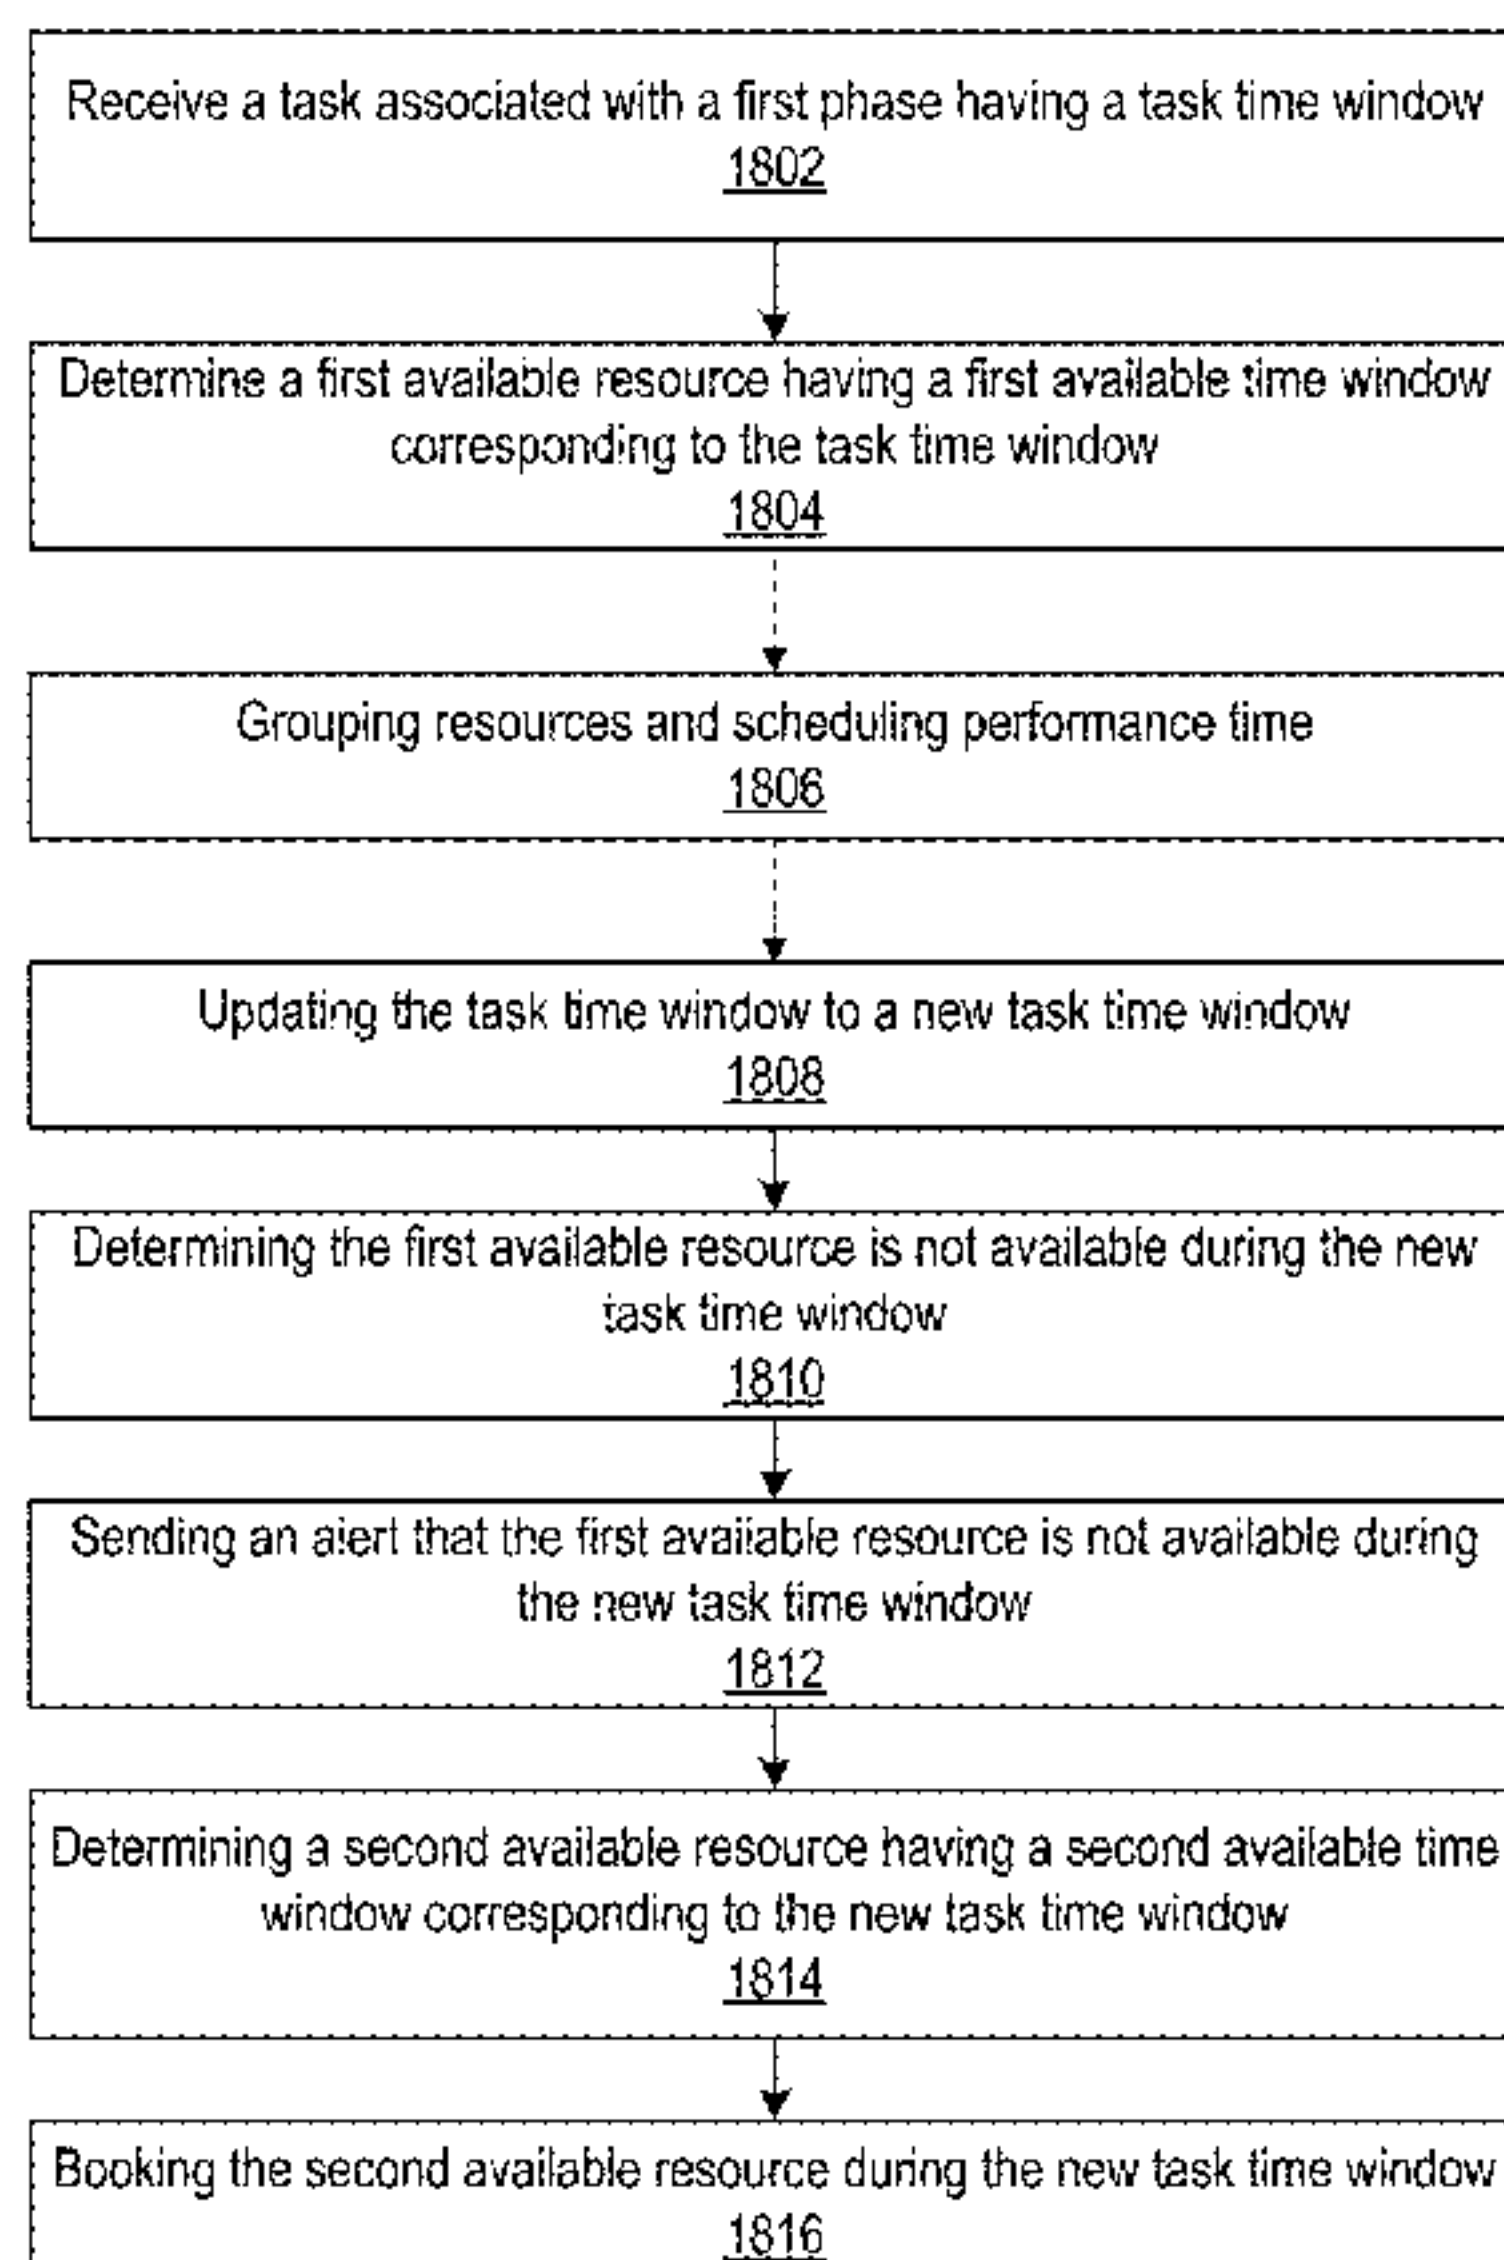 Receive a task associated with a first phase having a task time window
1802
Determine a first available resource having a first available time window
corresponding to the task time window
1804
Grouping resources and scheduling performance time
1806
Updating the task time window to a new task time window
1808
Determining the first available resource is not available during the new
task time window
1810
Sending an alert that the first available resource is not available during
the new task time window
1812
Determining a second available resource having a second available time
window corresponding to the new task time window
1814
Booking the second available resource during the new task time window
1816